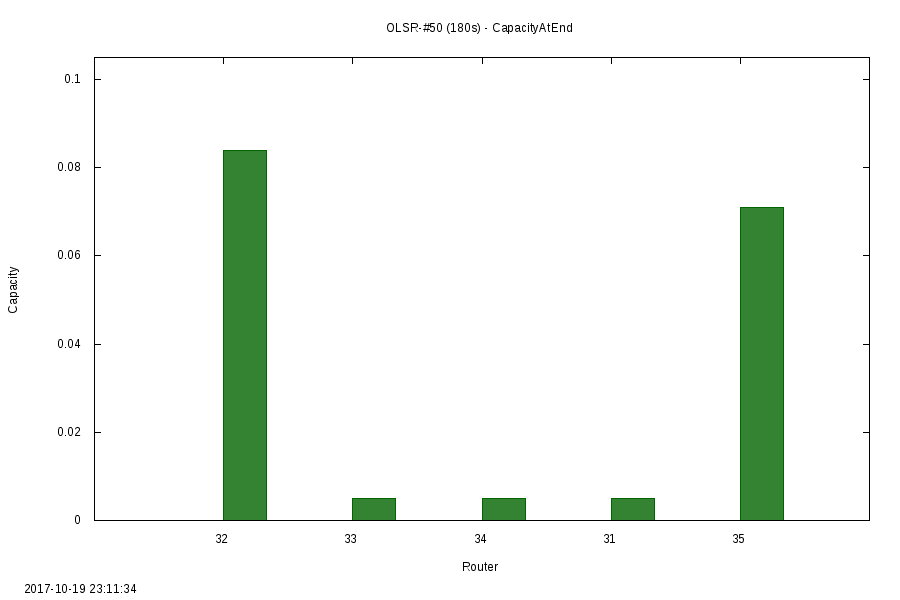 OLSR-#50 (180s) - CapacityAtEnd
0.1
0.08
0.06
0.04
0.02
0
Capacity
32 33 34 31 35
Router
2017-10-19 23:11:34